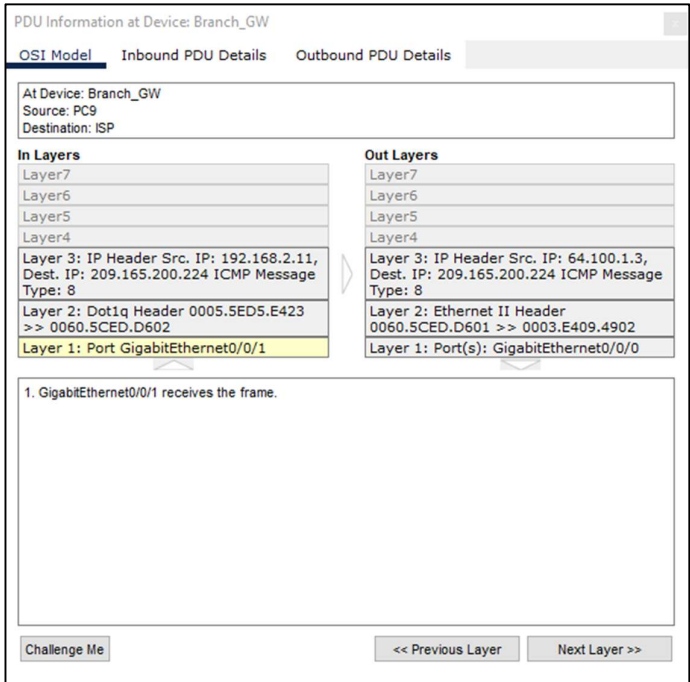 PDU Information at Device: Branch_GW
OSI Model Inbound PDU Details Outbound PDU Details
At Device: Branch_GW
Source: PC9
Destination: ISP
In Layers
Layer7
Layer6
Layer5
Layer4
Layer 3: IP Header Src. IP: 192.168.2.11,
Dest. IP: 209.165.200.224 ICMP Message
Type: 8
Layer 2: Dot1q Header 0005.5ED5.E423
>> 0060.5CED.D602
Layer 1: Port GigabitEthernet0/0/1
Out Layers
Layer7
Layer6
Layer5
Layer4
Layer 3: IP Header Src. IP: 64.100.1.3,
Dest. IP: 209.165.200.224 ICMP Message
Type: 8
Layer 2: Ethernet II Header
0060.5CED.D601 >> 0003.E409.4902
Layer 1: Port(s): GigabitEthernet0/0/0
1. GigabitEthernet0/0/1 receives the frame.
Challenge Me << Previous Layer Next Layer >>